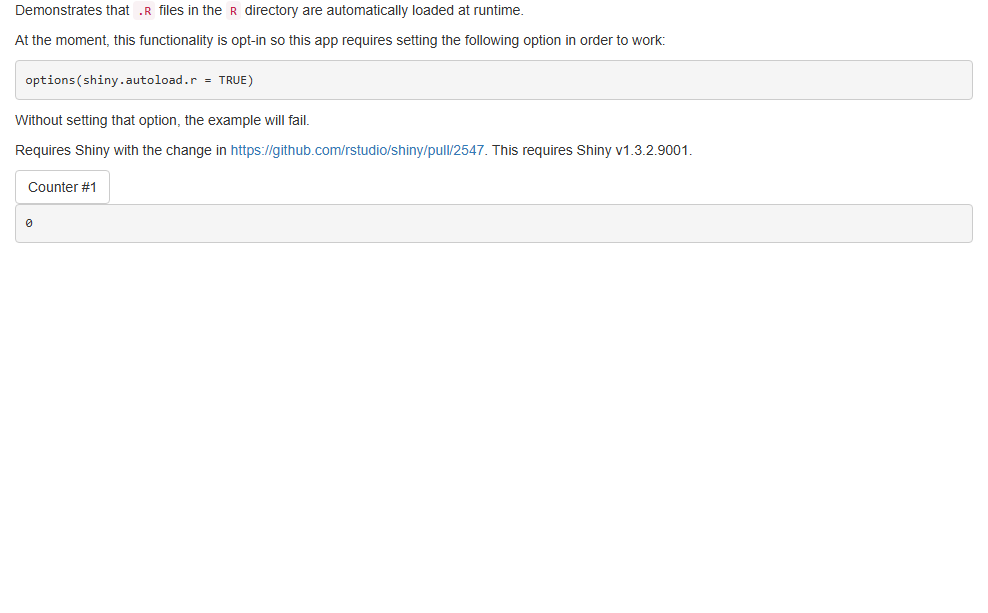 Demonstrates that .R files in the R directory are automatically loaded at runtime.
At the moment, this functionality is opt-in so this app requires setting the following option in order to work:
options(shiny.autoload.r = TRUE)
Without setting that option, the example will fail.
Requires Shiny with the change in https://github.com/rstudio/shiny/pull/2547. This requires Shiny v1.3.2.9001.
Counter #1
0